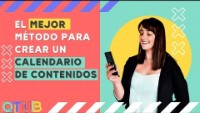 EL MEJOR
MÉTODO PARA
CREAR UN
CALENDARIO
DE CONTENIDOS